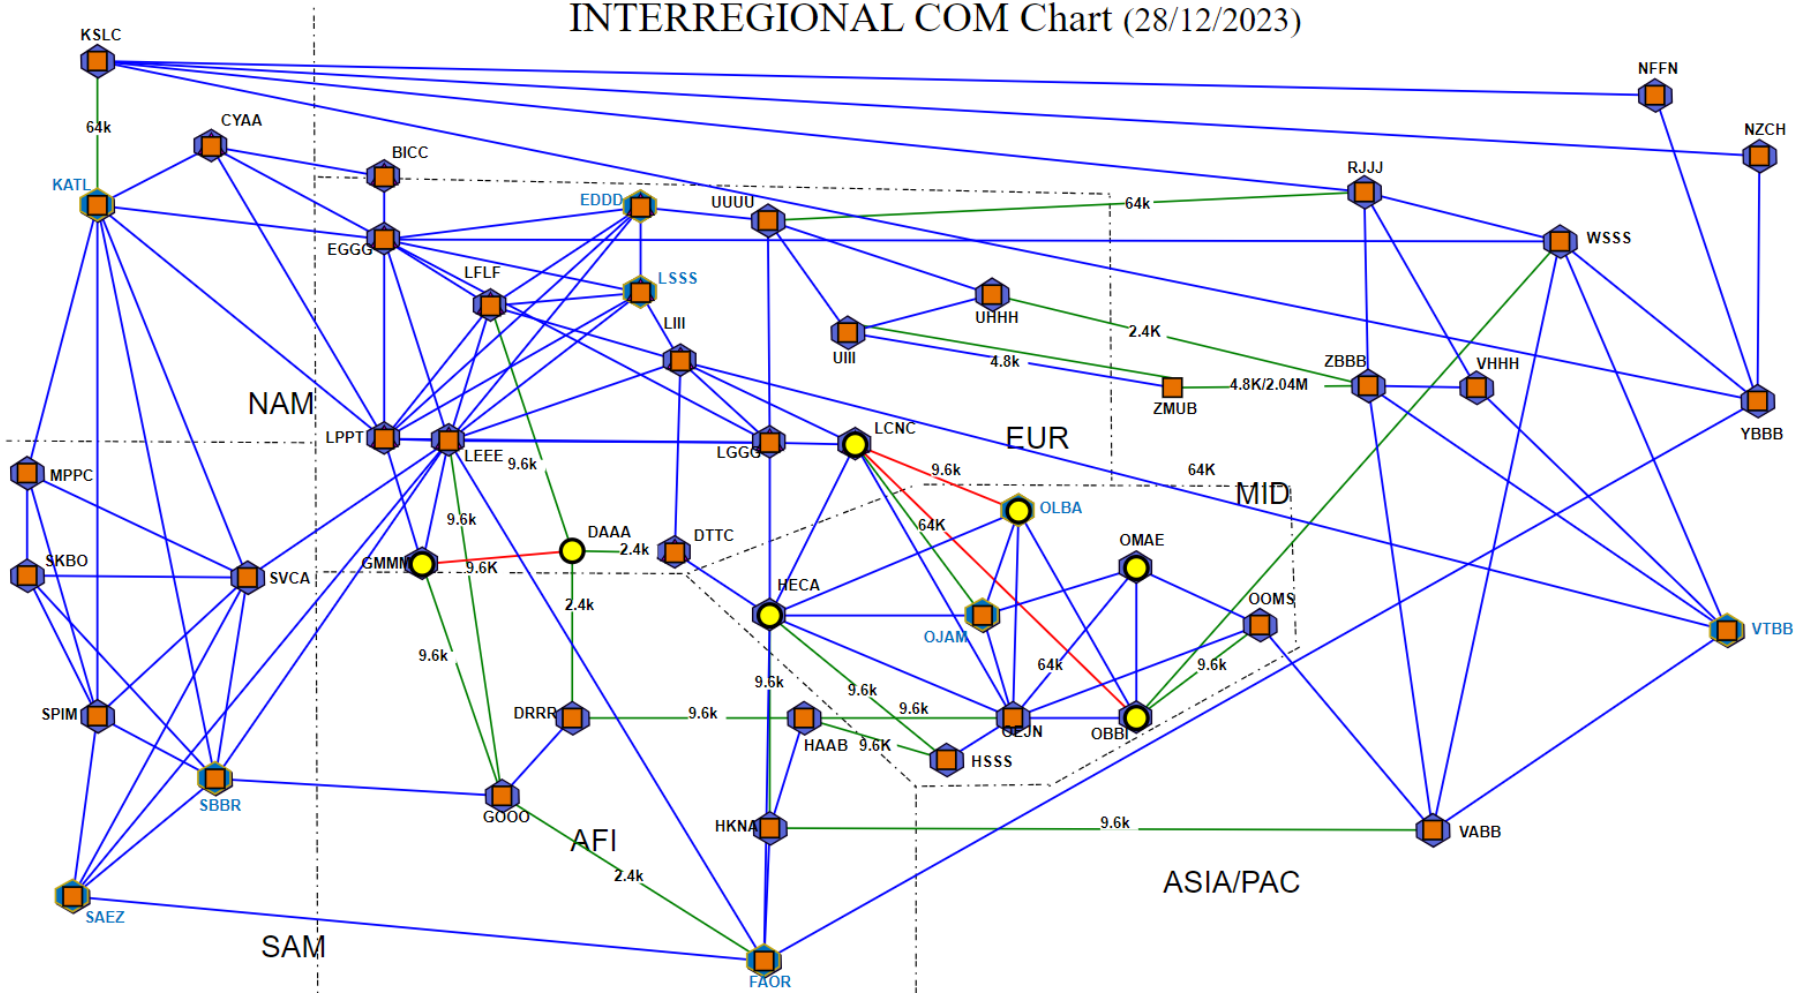 INTERREGIONAL COM Chart (28/12/2023)
KSLC
NFFN
CYAA
64k
NZCH
BICC
RJJJ
KATL
EDDD
UUUU
64k
WSSS
EGGG
LFLF
LSSS
UHHH
LIII
2.4K
UIII
4.8k
ZBBB
VHHH
4.8K/2.04M
ZMUB
NAM
LPPT
LEEE
LGGG
LCNC
EUR
YBBB
9.6k
9.6k
64K
MPPC
MID
OLBA
9.6k
64K
DAAA
DTTC
OMAE
2.4k
SKBO
SVCA
GMMM
9.6K
HECA
2.4k
OOMS
OJAM
VTBB
9.6k
64k
9.6k
9.6k
9.6k
SPIM
DRRR
9.6k
9.6k
OEJN
OBBI
HAAB
9.6K
HSSS
SBBR
GOOO
HKNA
9.6k
VABB
AFI
2.4k
ASIA/PAC
SAEZ
SAM
FAOR